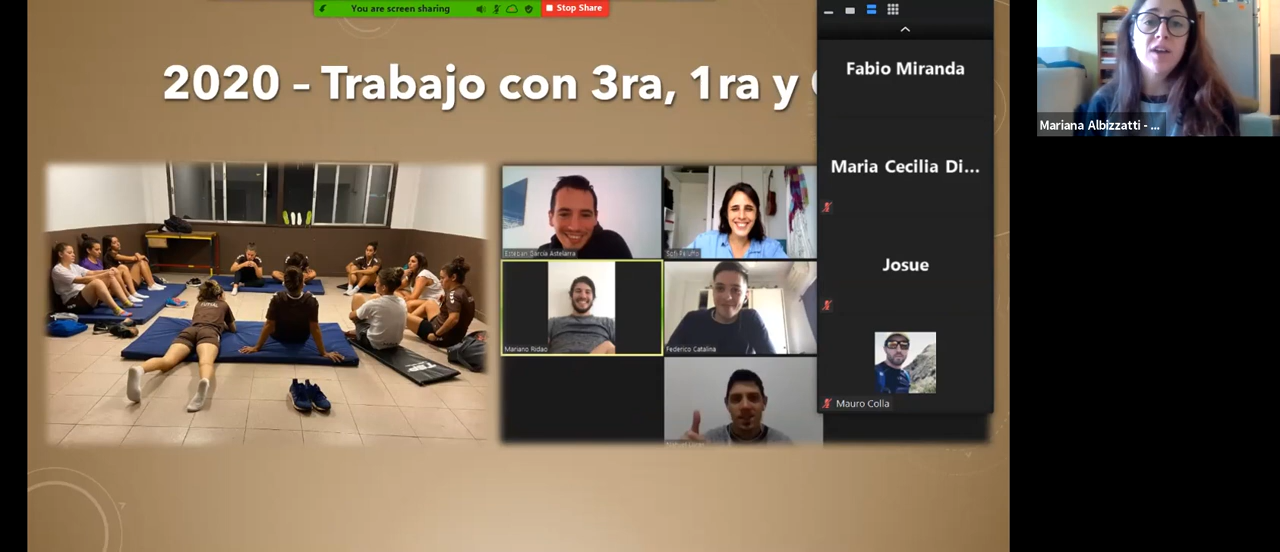 You are screen sharing
Stop Share
2020 – Trabajo con 3ra, 1ra y
Fabio Miranda
Maria Cecilia Di...
Josue
Mauro Colla
Mariana Albizzatti - ...
Esteban Garcia Astelarra
Mariano Ridao
Federico Catalina